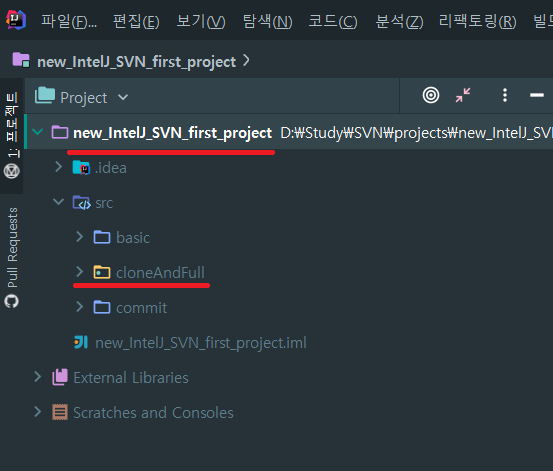 파일(F)... 편집(E) 보기(V) 탐색(N) 코드(C) 분석(Z) 리팩토링(R) 빌드
new_IntelJ_SVN_first_project
1: 프로젝트
Project
new_IntelJ_SVN_first_project D:₩Study₩SVN₩projects₩new_IntelJ_SV
.idea
src
basic
Pull Requests
cloneAndFull
commit
new_IntelJ_SVN_first_project.iml
External Libraries
Scratches and Consoles